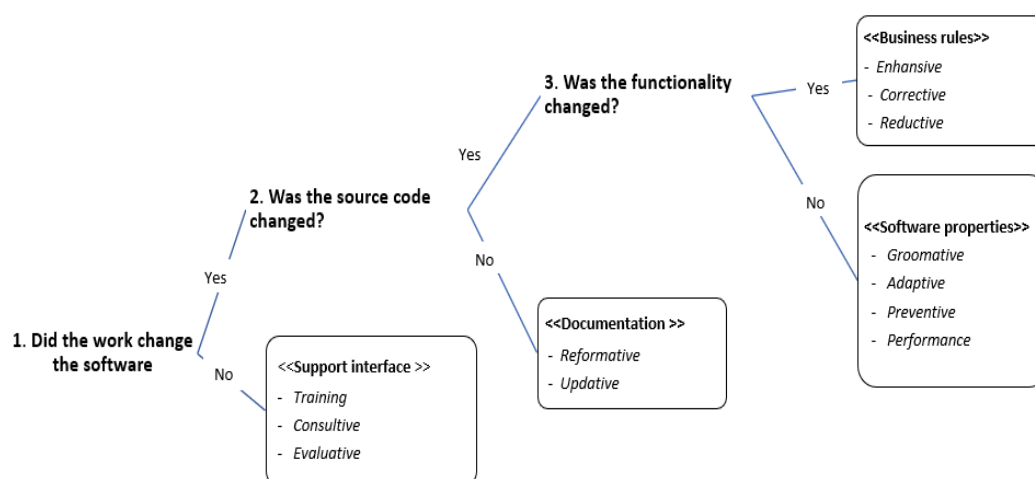 1. Did the work change
the software
Yes
No
<<Support interface >>
- Training
- Consultive
- Evaluative
2. Was the source code
changed?
Yes
No
<<Documentation >>
- Reformative
- Updative
3. Was the functionality
changed?
Yes
No
<<Business rules>>
- Enhansive
- Corrective
- Reductive
<<Software properties>>
- Groomative
- Adaptive
- Preventive
- Performance